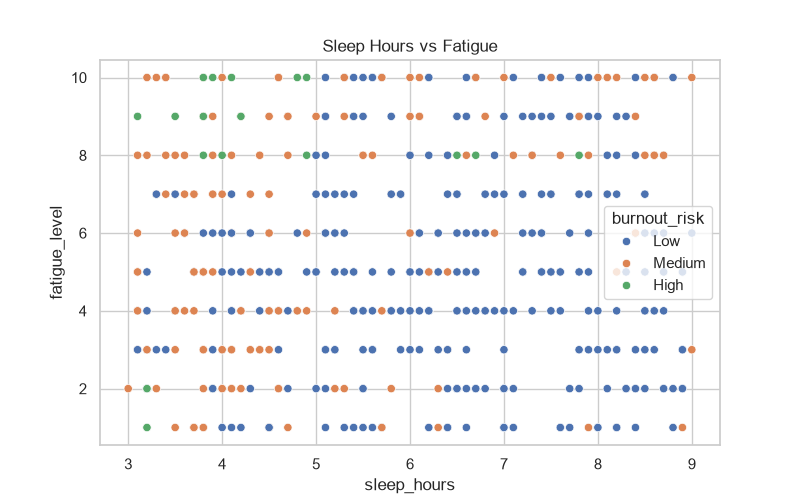 Sleep Hours vs Fatigue
fatigue_level
10
8
6
4
2
burnout_risk
Low
Medium
High
3 4 5 6 7 8 9
sleep_hours